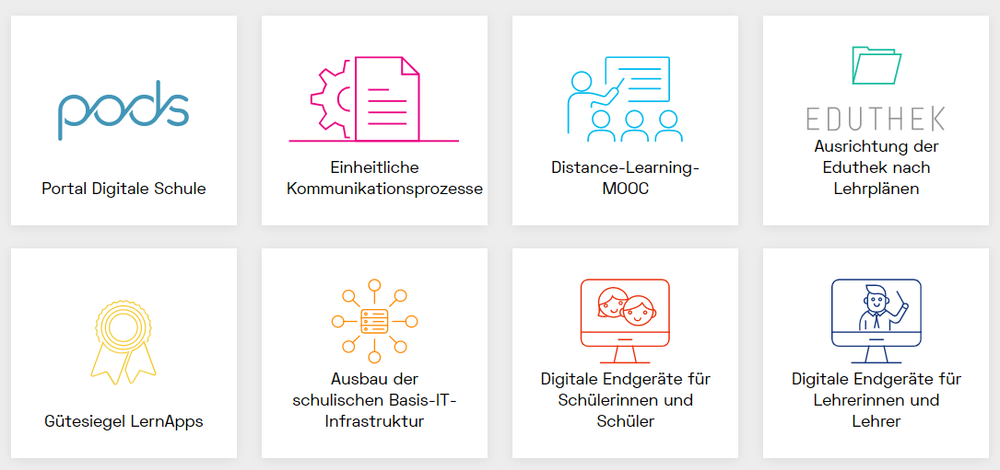 pods
Portal Digitale Schule
Einheitliche
Kommunikationsprozesse
Distance-Learning-
MOOC
EDUTHEK
Ausrichtung der
Eduthek nach
Lehrplänen
Gütesiegel LernApps
Ausbau der
schulischen Basis-IT-
Infrastruktur
Digitale Endgeräte für
Schülerinnen und
Schüler
Digitale Endgeräte für
Lehrerinnen und
Lehrer